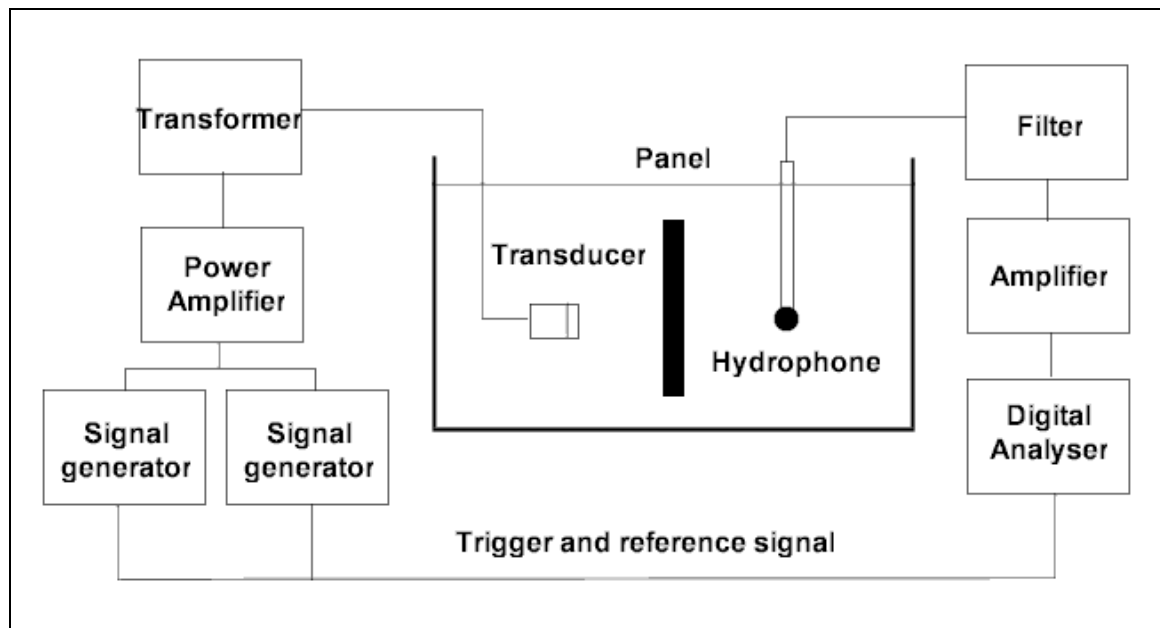 Transformer
Power
Amplifier
Signal
generator
Signal
generator
Panel
Transducer
Hydrophone
Filter
Amplifier
Digital
Analyser
Trigger and reference signal